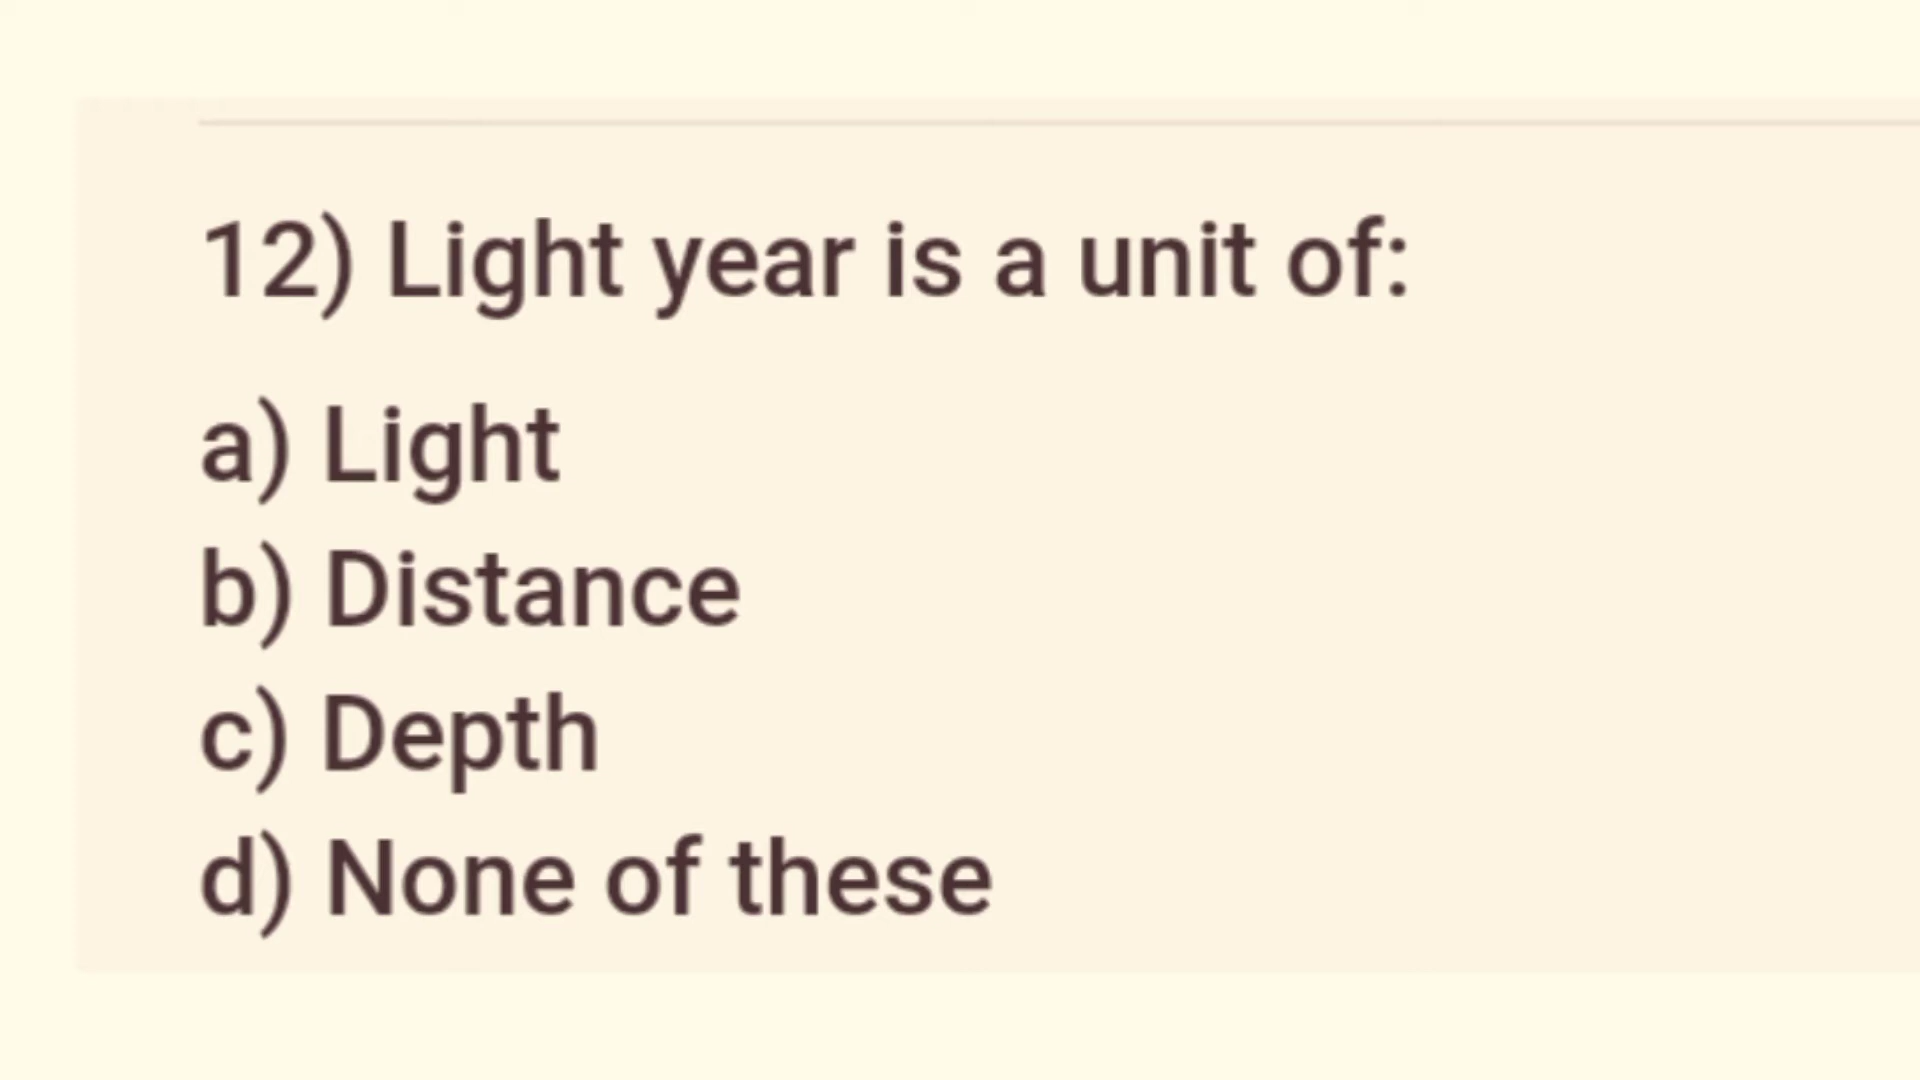 12) Light year is a unit of:
a) Light
b) Distance
c) Depth
d) None of these